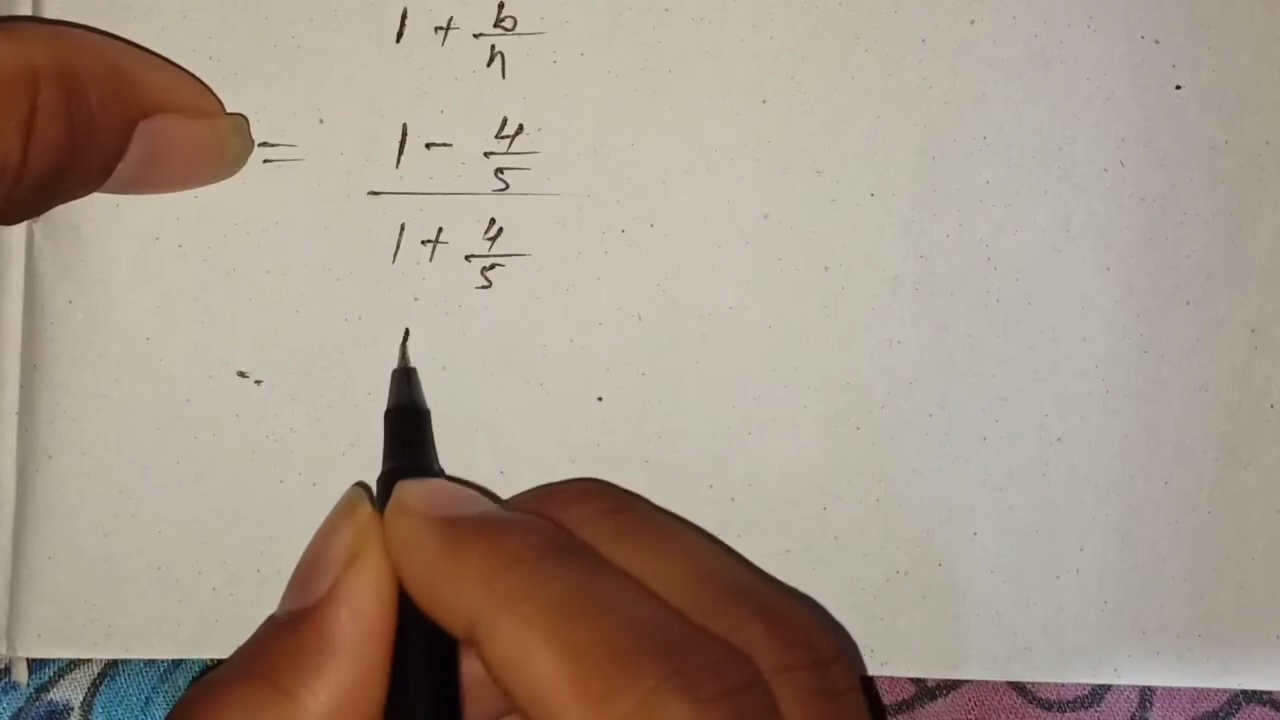 1 + b/h
= (1 - 4/5) / (1 + 4/5)